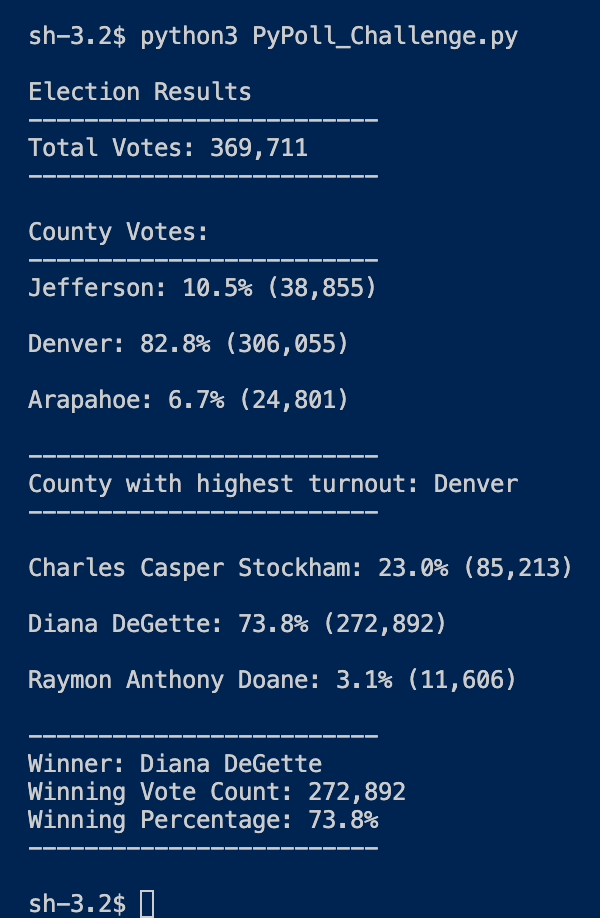 sh-3.2$ python3 PyPoll_Challenge.py
Election Results
-------------------------
Total Votes: 369,711
-------------------------
County Votes:
-------------------------
Jefferson: 10.5% (38,855)
Denver: 82.8% (306,055)
Arapahoe: 6.7% (24,801)
-------------------------
County with highest turnout: Denver
-------------------------
Charles Casper Stockham: 23.0% (85,213)
Diana DeGette: 73.8% (272,892)
Raymon Anthony Doane: 3.1% (11,606)
-------------------------
Winner: Diana DeGette
Winning Vote Count: 272,892
Winning Percentage: 73.8%
-------------------------
sh-3.2$